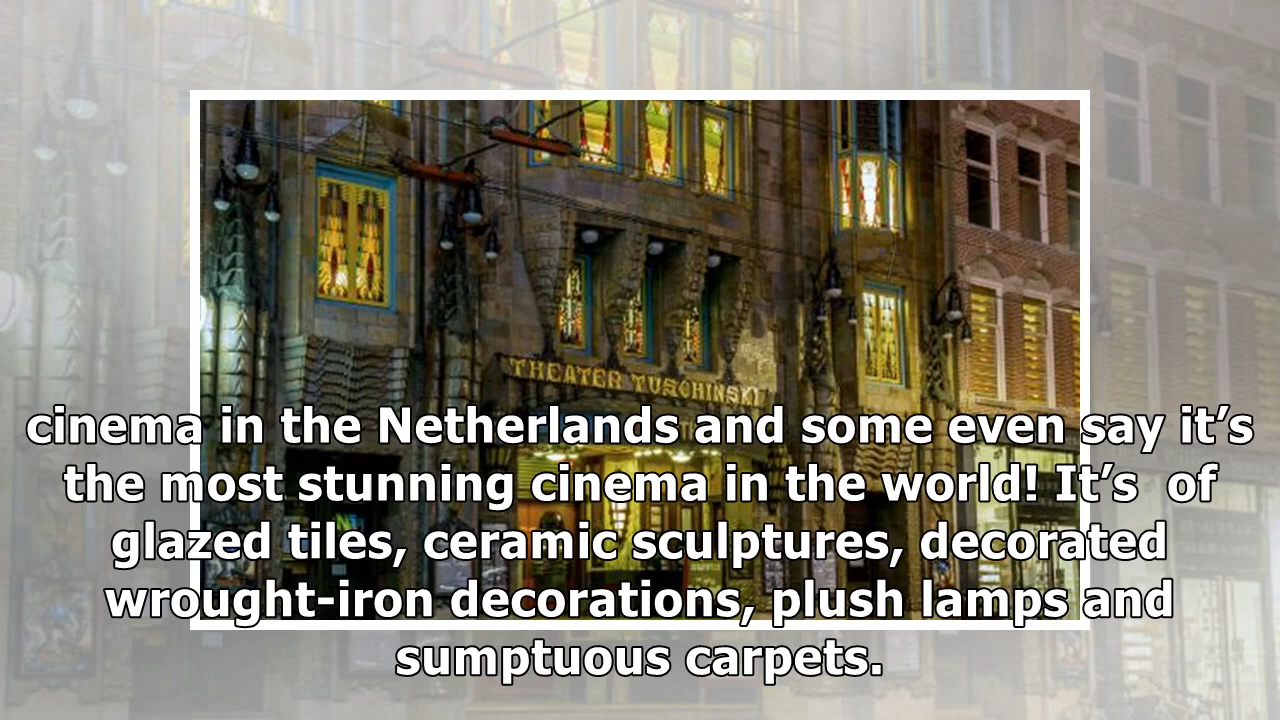 THEATER TUSCHINSKI
cinema in the Netherlands and some even say it’s
the most stunning cinema in the world! It’s  of
glazed tiles, ceramic sculptures, decorated
wrought-iron decorations, plush lamps and
sumptuous carpets.